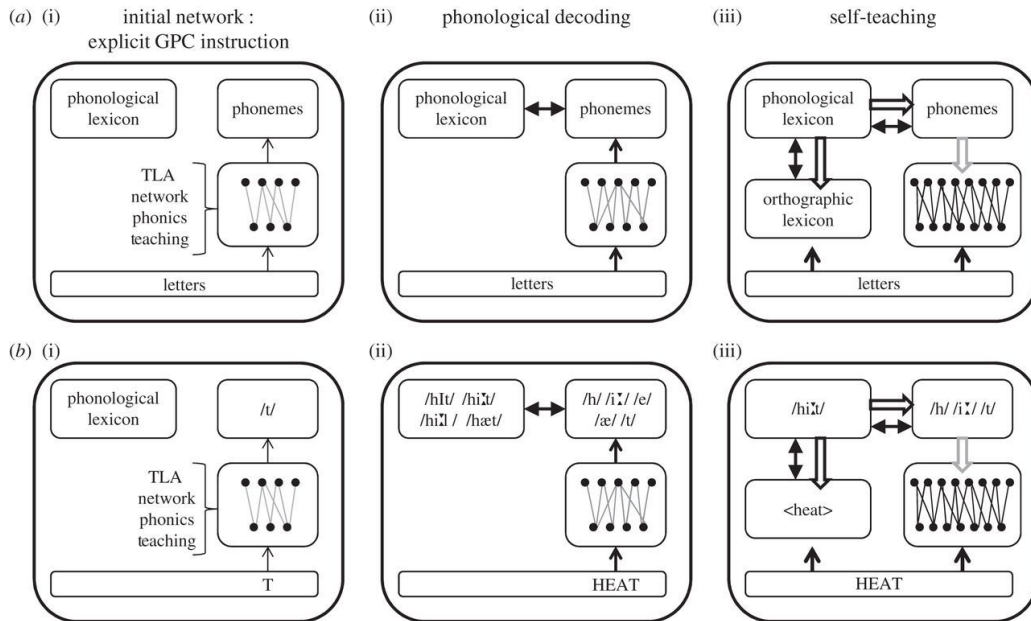 (a) (i) initial network :
explicit GPC instruction
(ii) phonological decoding
(iii) self-teaching
phonological
lexicon
phonemes
TLA
network
phonics
teaching
letters
phonological
lexicon
phonemes
letters
phonological
lexicon
phonemes
orthographic
lexicon
letters
(b) (i)
phonological
lexicon
/t/
TLA
network
phonics
teaching
T
(ii)
/hIt/ /hiːt/
/hiːl / /hæt/
/h/ /iː/ /e/
/æ/ /t/
HEAT
(iii)
/hiːt/
/h/ /iː/ /t/
<heat>
HEAT